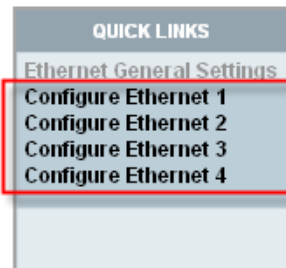 QUICK LINKS
Ethernet General Settings
Configure Ethernet 1
Configure Ethernet 2
Configure Ethernet 3
Configure Ethernet 4